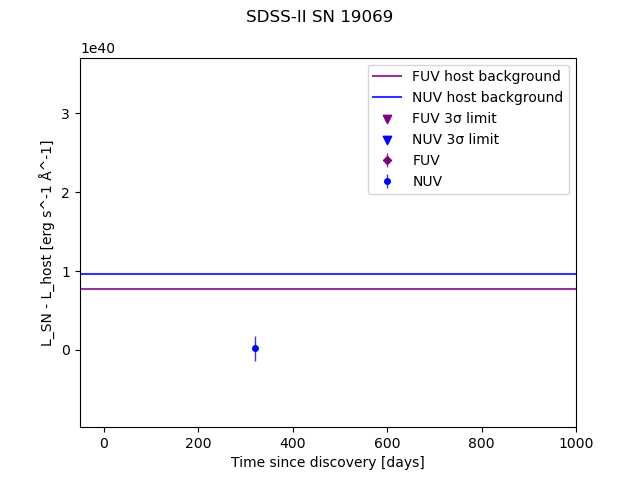 SDSS-II SN 19069
1e40
FUV host background
NUV host background
FUV 3σ limit
NUV 3σ limit
FUV
NUV
3
2
1
0
L_SN - L_host [erg s^-1 Å^-1]
0 200 400 600 800 1000
Time since discovery [days]